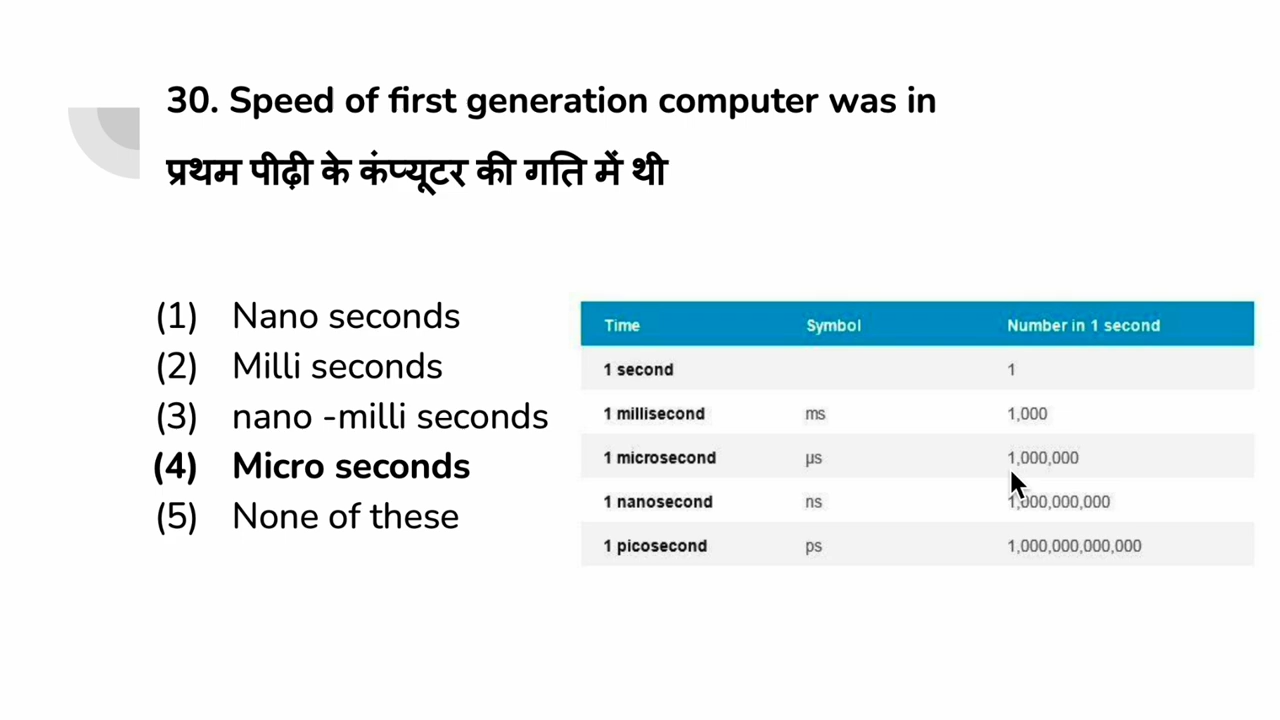 30. Speed of first generation computer was in
प्रथम पीढ़ी के कंप्यूटर की गति में थी
(1) Nano seconds
(2) Milli seconds
(3) nano -milli seconds
(4) Micro seconds
(5) None of these
Time Symbol Number in 1 second
1 second 1
1 millisecond ms 1,000
1 microsecond µs 1,000,000
1 nanosecond ns 1,000,000,000
1 picosecond ps 1,000,000,000,000